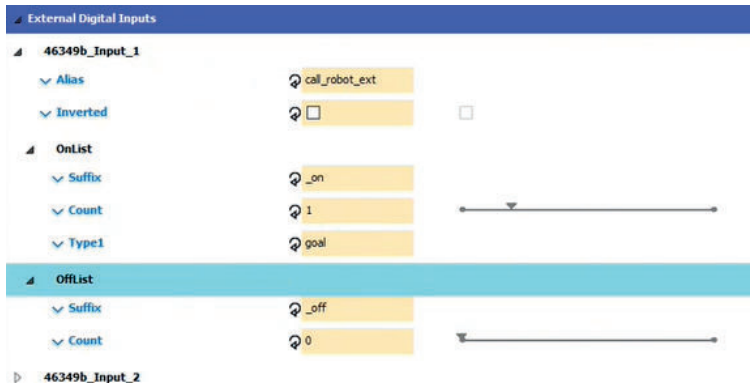 External Digital Inputs
46349b_Input_1
Alias call_robot_ext
Inverted
OnList
Suffix _on
Count 1
Type1 goal
OffList
Suffix _off
Count 0
46349b_Input_2